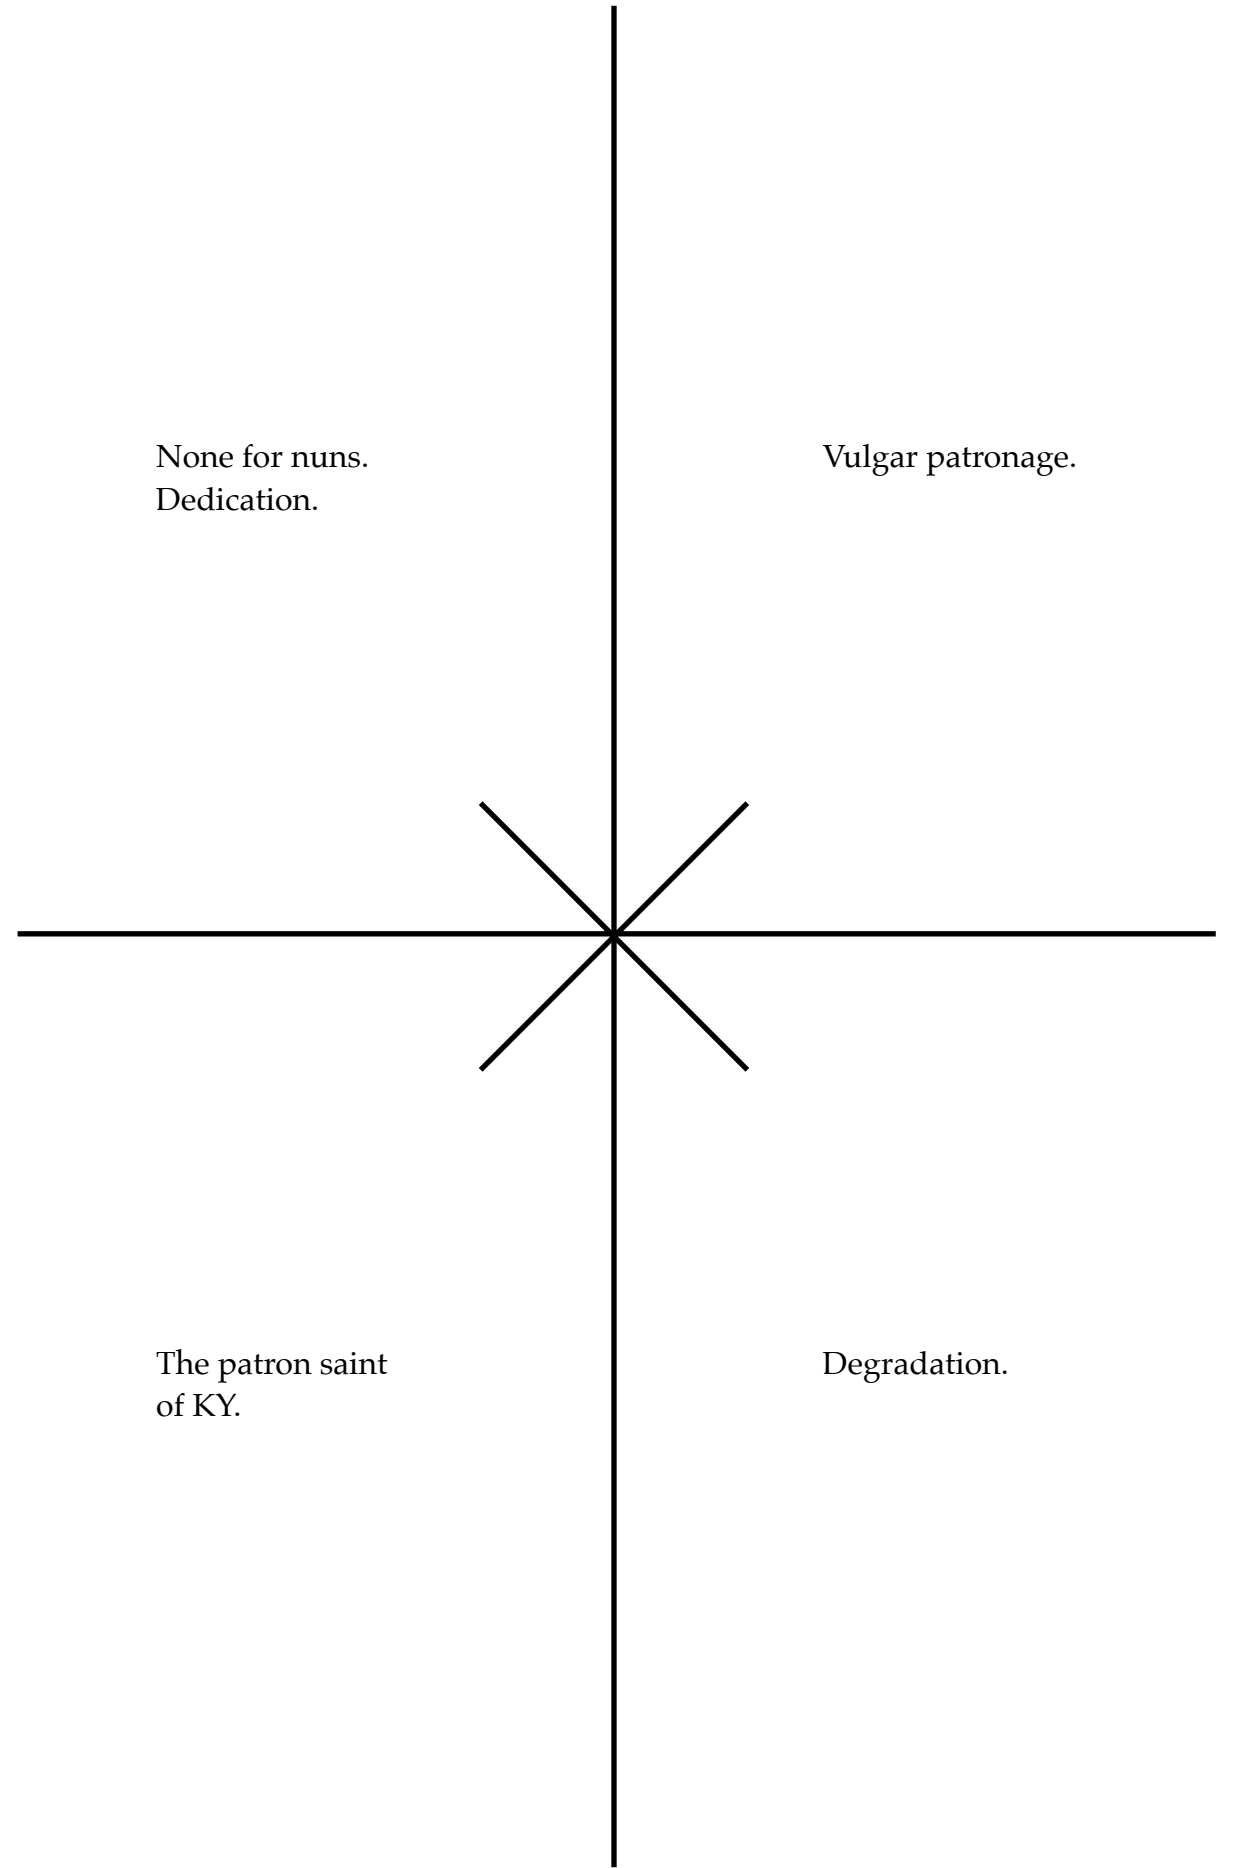 None for nuns.
Dedication.
Vulgar patronage.
The patron saint
of KY.
Degradation.